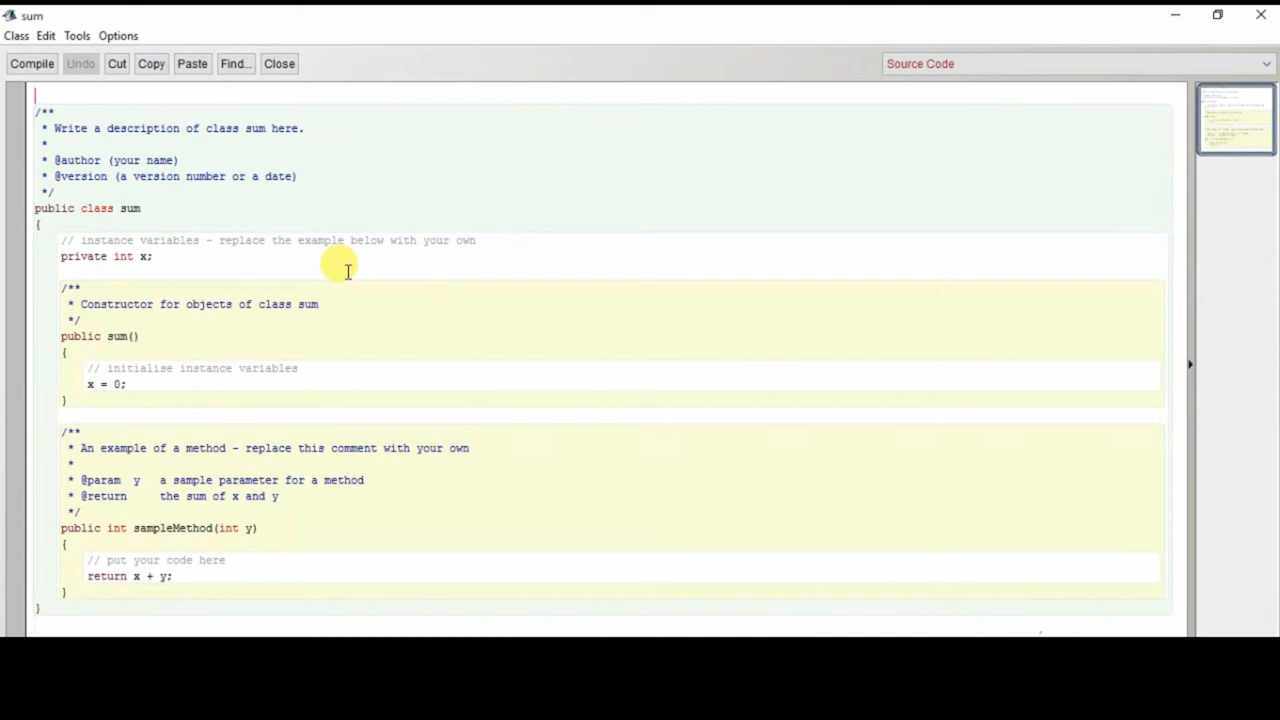 sum
Class Edit Tools Options
Compile Undo Cut Copy Paste Find... Close Source Code
/**
* Write a description of class sum here.
*
* @author (your name)
* @version (a version number or a date)
*/
public class sum
{
// instance variables - replace the example below with your own
private int x;
/**
* Constructor for objects of class sum
*/
public sum()
{
// initialise instance variables
x = 0;
}
/**
* An example of a method - replace this comment with your own
*
* @param y a sample parameter for a method
* @return the sum of x and y
*/
public int sampleMethod(int y)
{
// put your code here
return x + y;
}
}